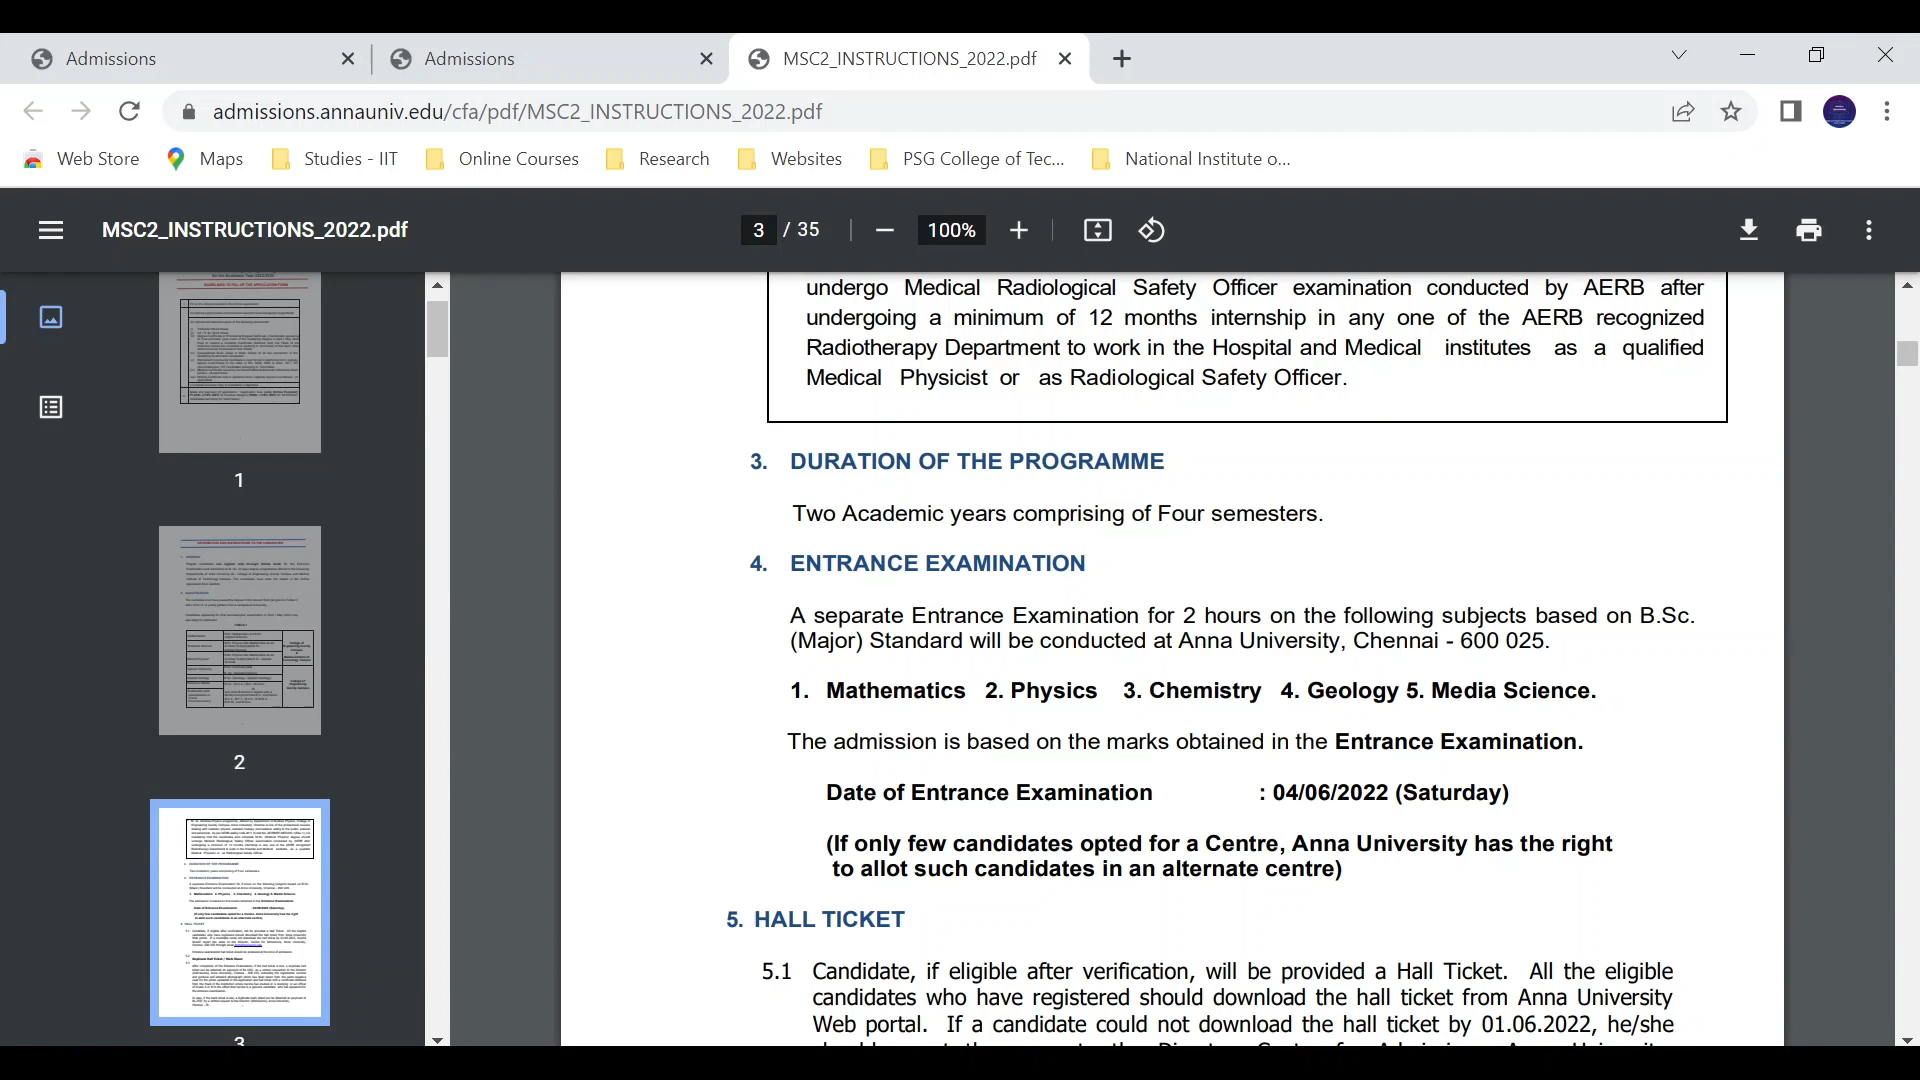 Admissions
Admissions
MSC2_INSTRUCTIONS_2022.pdf
admissions.annauniv.edu/cfa/pdf/MSC2_INSTRUCTIONS_2022.pdf
Web Store Maps Studies - IIT Online Courses Research Websites PSG College of Tec... National Institute o...
MSC2_INSTRUCTIONS_2022.pdf
3 / 35
100%
1
2
3
undergo Medical Radiological Safety Officer examination conducted by AERB after
undergoing a minimum of 12 months internship in any one of the AERB recognized
Radiotherapy Department to work in the Hospital and Medical institutes as a qualified
Medical Physicist or as Radiological Safety Officer.
3. DURATION OF THE PROGRAMME
Two Academic years comprising of Four semesters.
4. ENTRANCE EXAMINATION
A separate Entrance Examination for 2 hours on the following subjects based on B.Sc.
(Major) Standard will be conducted at Anna University, Chennai - 600 025.
1. Mathematics 2. Physics 3. Chemistry 4. Geology 5. Media Science.
The admission is based on the marks obtained in the Entrance Examination.
Date of Entrance Examination : 04/06/2022 (Saturday)
(If only few candidates opted for a Centre, Anna University has the right
to allot such candidates in an alternate centre)
5. HALL TICKET
5.1 Candidate, if eligible after verification, will be provided a Hall Ticket. All the eligible
candidates who have registered should download the hall ticket from Anna University
Web portal. If a candidate could not download the hall ticket by 01.06.2022, he/she